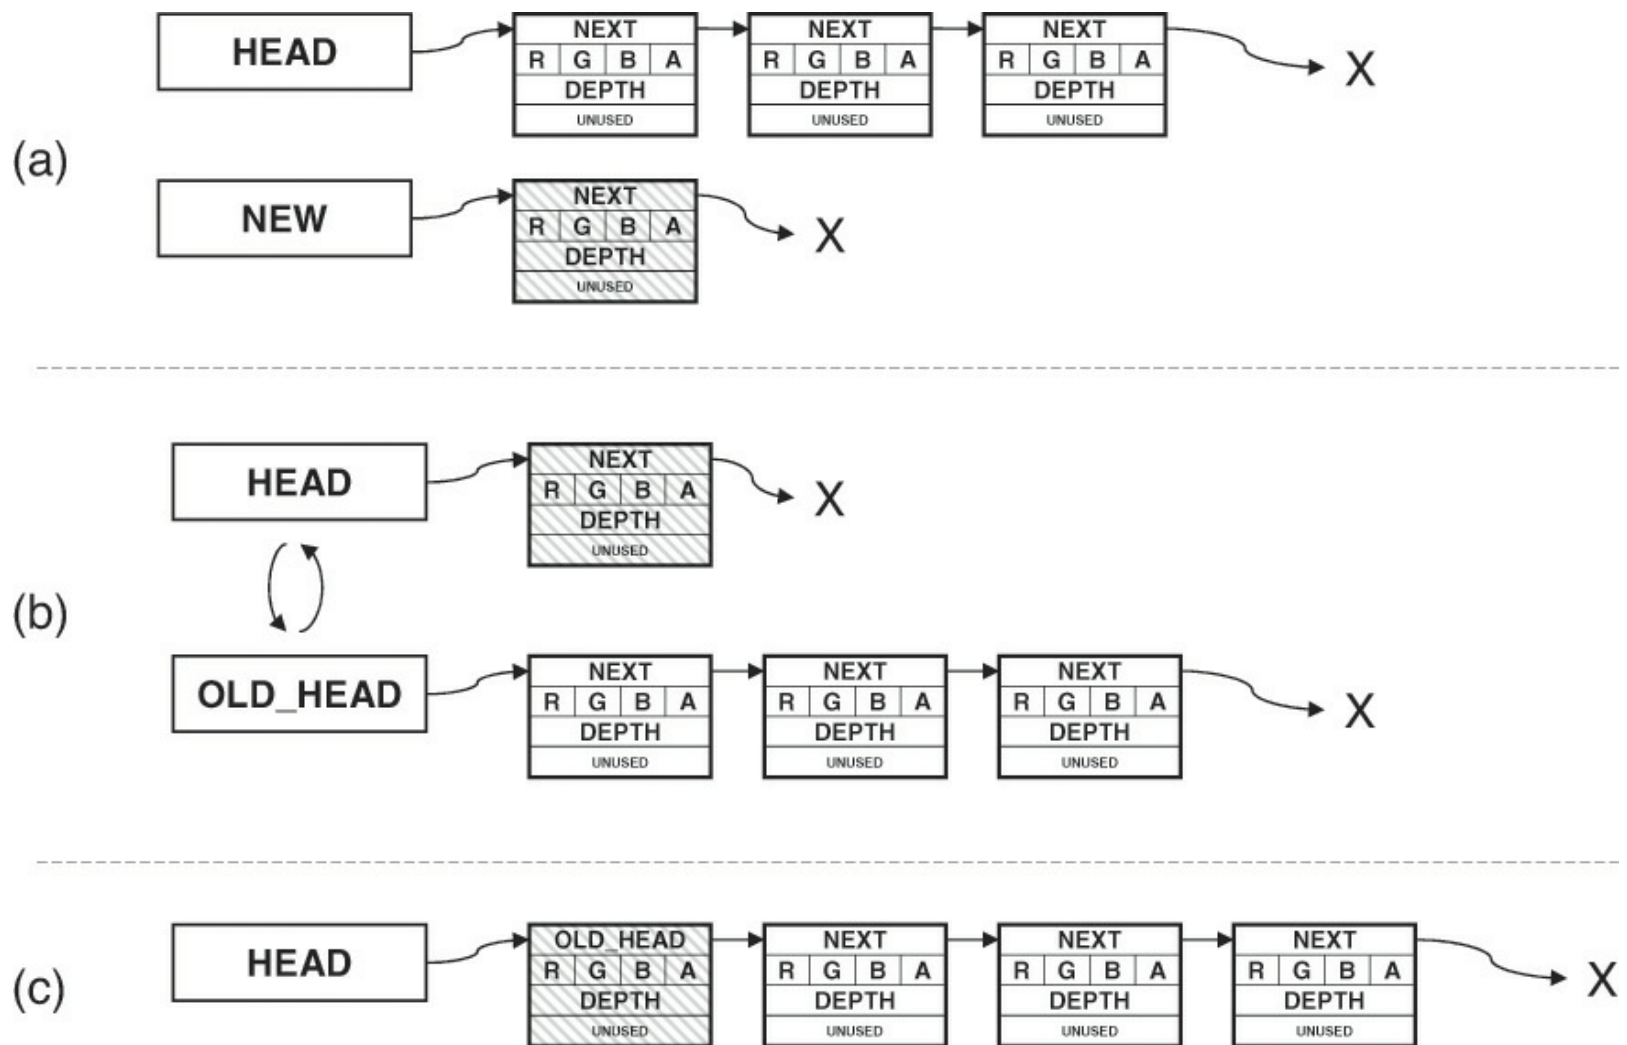 (a)
HEAD
NEXT NEXT NEXT
R G B A R G B A R G B A
DEPTH DEPTH DEPTH
UNUSED UNUSED UNUSED
X
NEW
NEXT
R G B A
DEPTH
UNUSED
X
(b)
HEAD
NEXT
R G B A
DEPTH
UNUSED
X
OLD_HEAD
NEXT NEXT NEXT
R G B A R G B A R G B A
DEPTH DEPTH DEPTH
UNUSED UNUSED UNUSED
X
(c)
HEAD
OLD_HEAD NEXT NEXT NEXT
R G B A R G B A R G B A R G B A
DEPTH DEPTH DEPTH DEPTH
UNUSED UNUSED UNUSED UNUSED
X